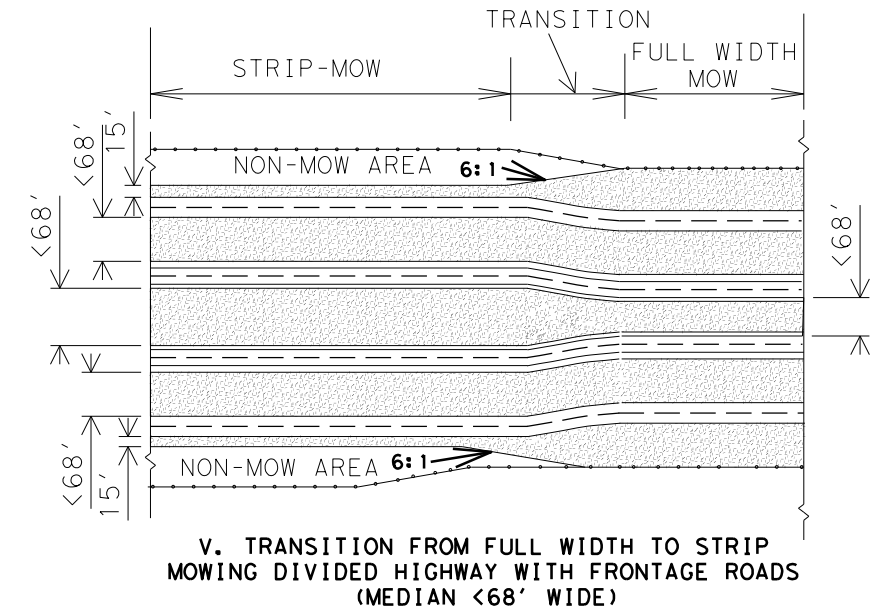 TRANSITION
STRIP-MOW
FULL WIDTH
MOW
<68'
15'
NON-MOW AREA
6:1
<68'
<68'
<68'
15'
NON-MOW AREA
6:1
V. TRANSITION FROM FULL WIDTH TO STRIP
MOWING DIVIDED HIGHWAY WITH FRONTAGE ROADS
(MEDIAN <68' WIDE)